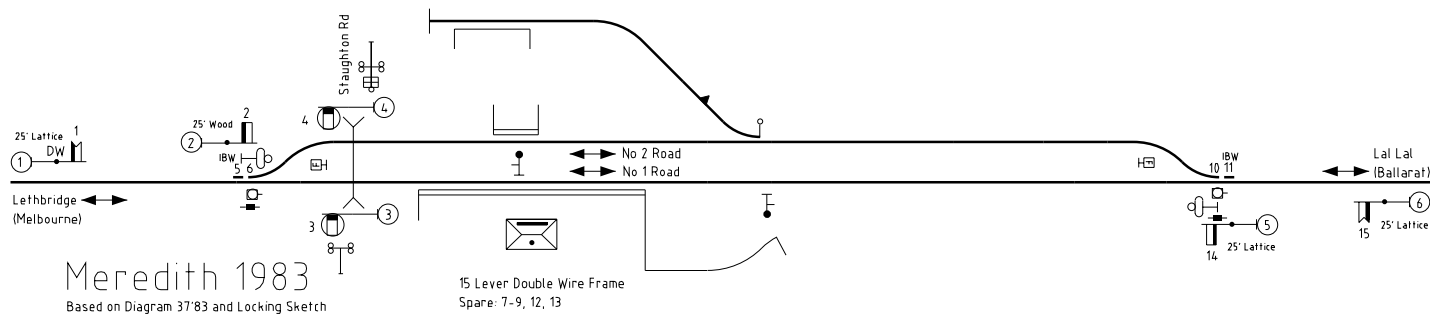 Staughton Rd
4
4
25' Wood
2
2
25' Lattice
1
DW
1
IBW
5 6
F
No 2 Road
No 1 Road
F
10
IBW
11
Lal Lal
(Ballarat)
Lethbridge
(Melbourne)
3
3
5
14
25' Lattice
6
15
25' Lattice
Meredith 1983
Based on Diagram 37'83 and Locking Sketch
15 Lever Double Wire Frame
Spare: 7-9, 12, 13